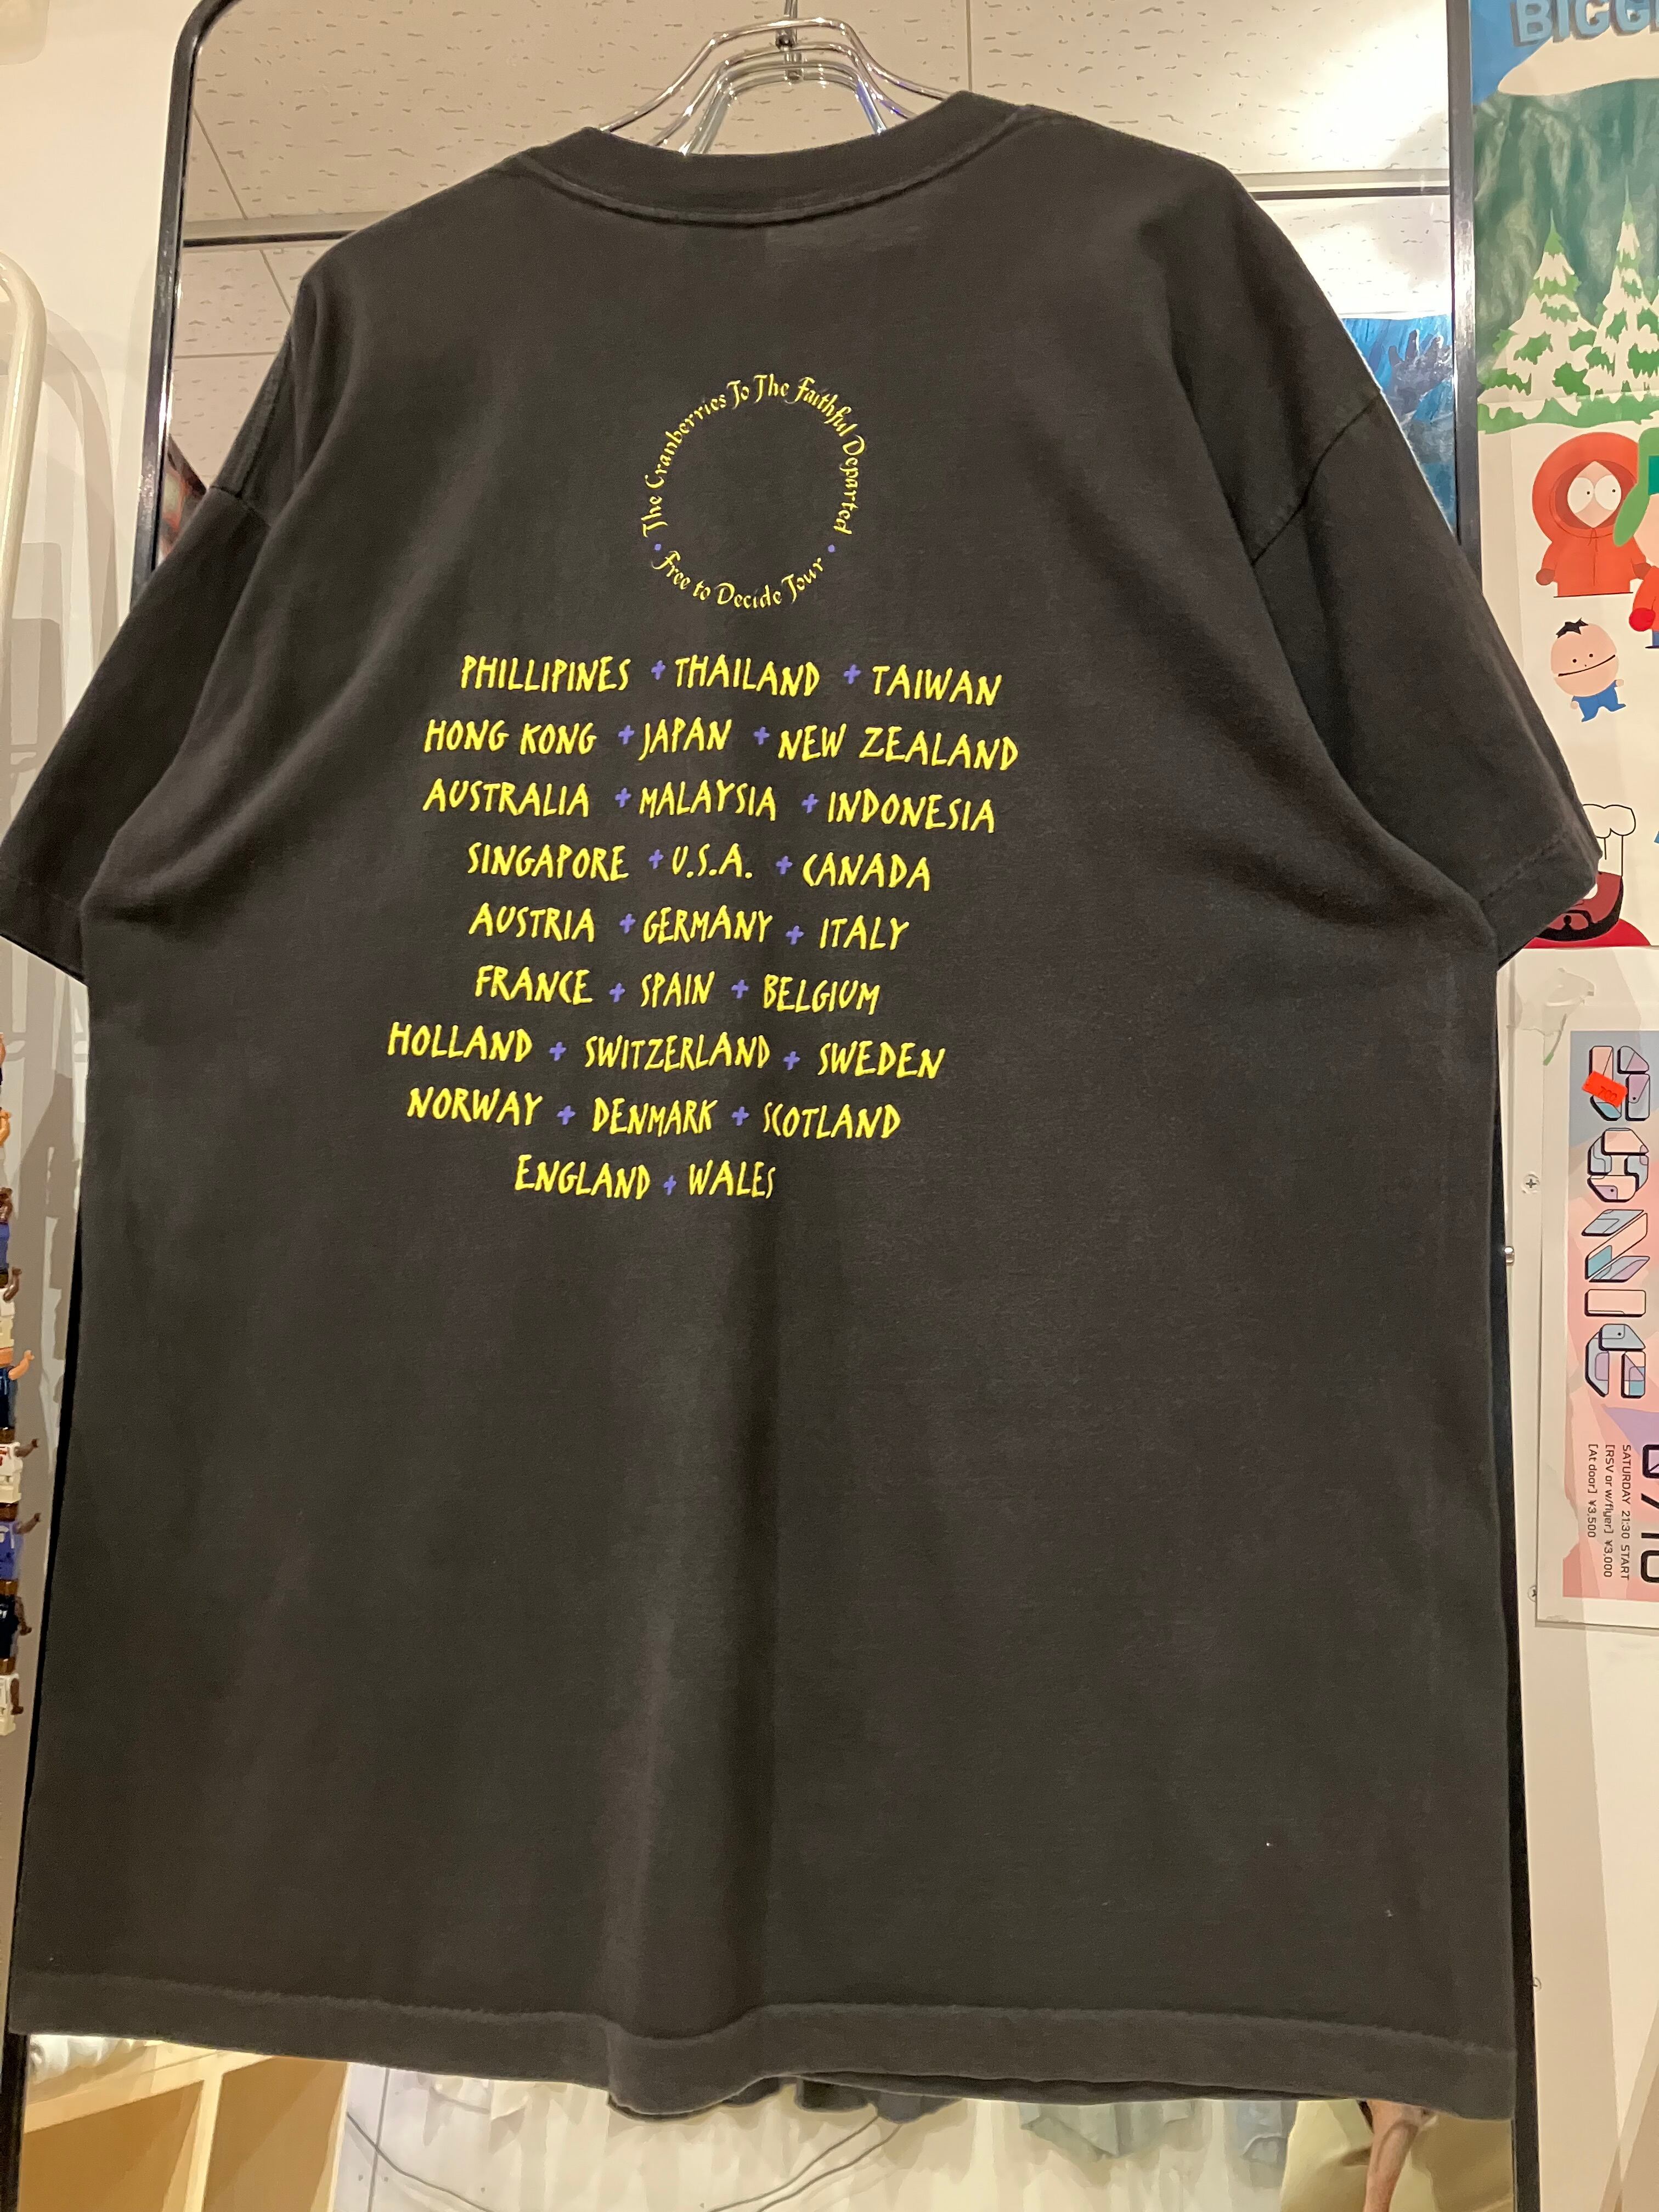 BIGG
The Cranberries To The Faithful Departed
• Free to Decide Tour •
PHILLIPINES + THAILAND + TAIWAN
HONG KONG + JAPAN + NEW ZEALAND
AUSTRALIA + MALAYSIA + INDONESIA
SINGAPORE + U.S.A. + CANADA
AUSTRIA + GERMANY + ITALY
FRANCE + SPAIN + BELGIUM
HOLLAND + SWITZERLAND + SWEDEN
NORWAY + DENMARK + SCOTLAND
ENGLAND + WALES
SATURDAY 21:30 START
[RSV or w/flyer] ¥3,000
[At door] ¥3,500